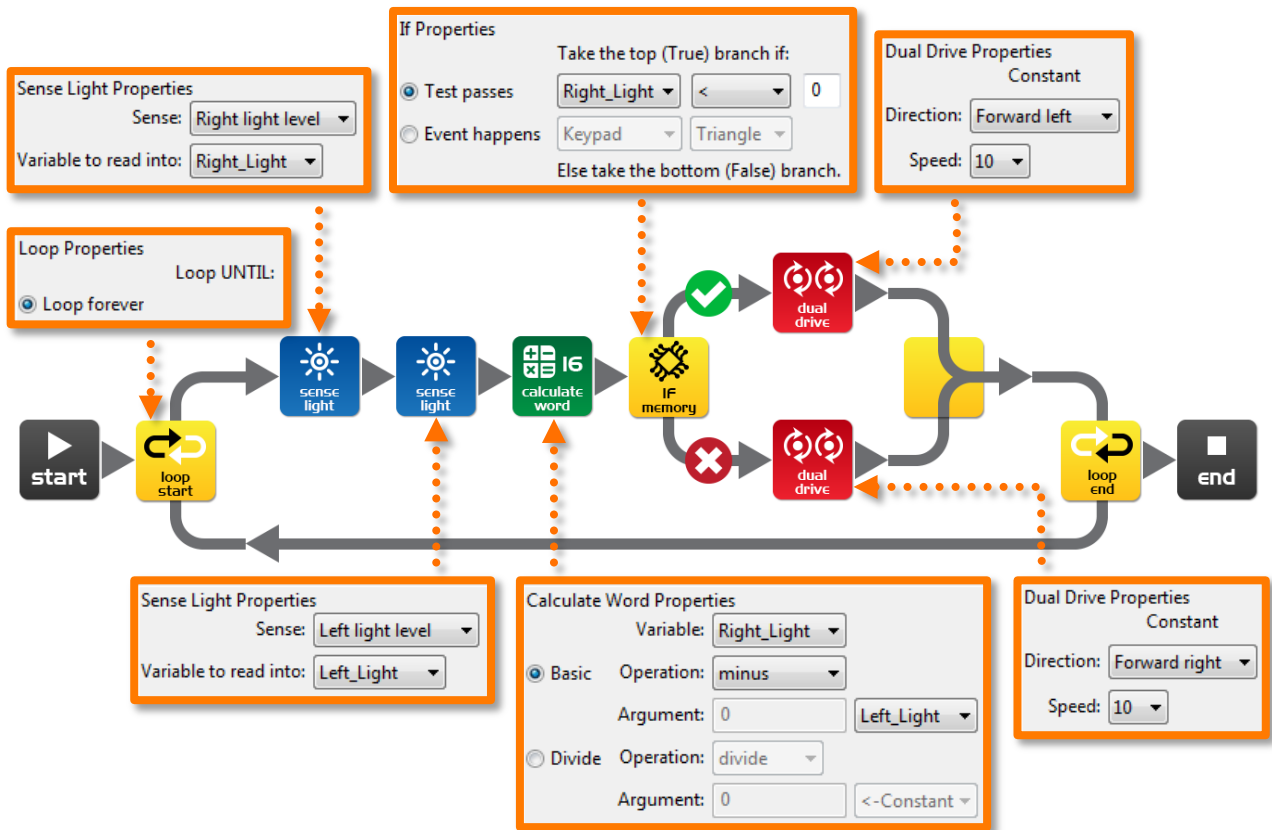 If Properties
Take the top (True) branch if:
Test passes Right_Light < 0
Event happens Keypad Triangle
Else take the bottom (False) branch.
Dual Drive Properties
Constant
Direction: Forward left
Speed: 10
Sense Light Properties
Sense: Right light level
Variable to read into: Right_Light
Loop Properties
Loop UNTIL:
Loop forever
start
loop
start
sense
light
sense
light
16
calculate
word
IF
memory
dual
drive
dual
drive
loop
end
end
Sense Light Properties
Sense: Left light level
Variable to read into: Left_Light
Calculate Word Properties
Variable: Right_Light
Basic Operation: minus
Argument: 0 Left_Light
Divide Operation: divide
Argument: 0 <-Constant
Dual Drive Properties
Constant
Direction: Forward right
Speed: 10